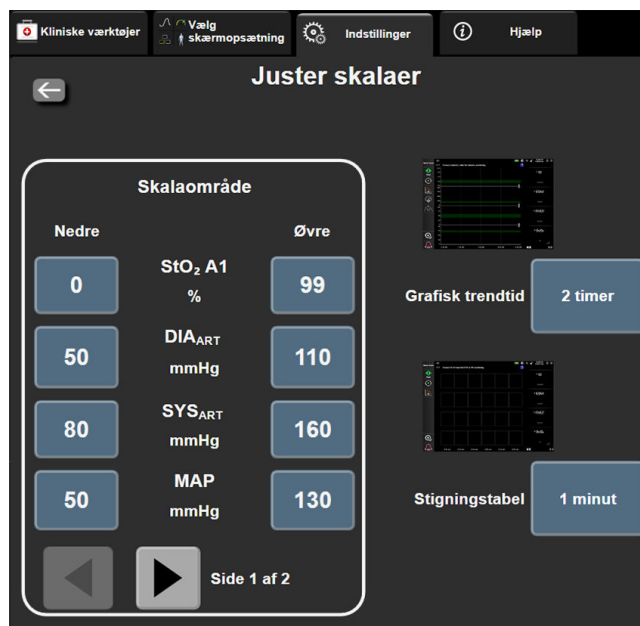 Kliniske værktøjer
Vælg
skærmopsætning
Indstillinger
Hjælp
Juster skalaer
Skalaområde
Nedre
Øvre
0
StO₂ A1
%
99
50
DIAART
mmHg
110
80
SYSART
mmHg
160
50
MAP
mmHg
130
Side 1 af 2
Grafisk trendtid
2 timer
Stigningstabel
1 minut